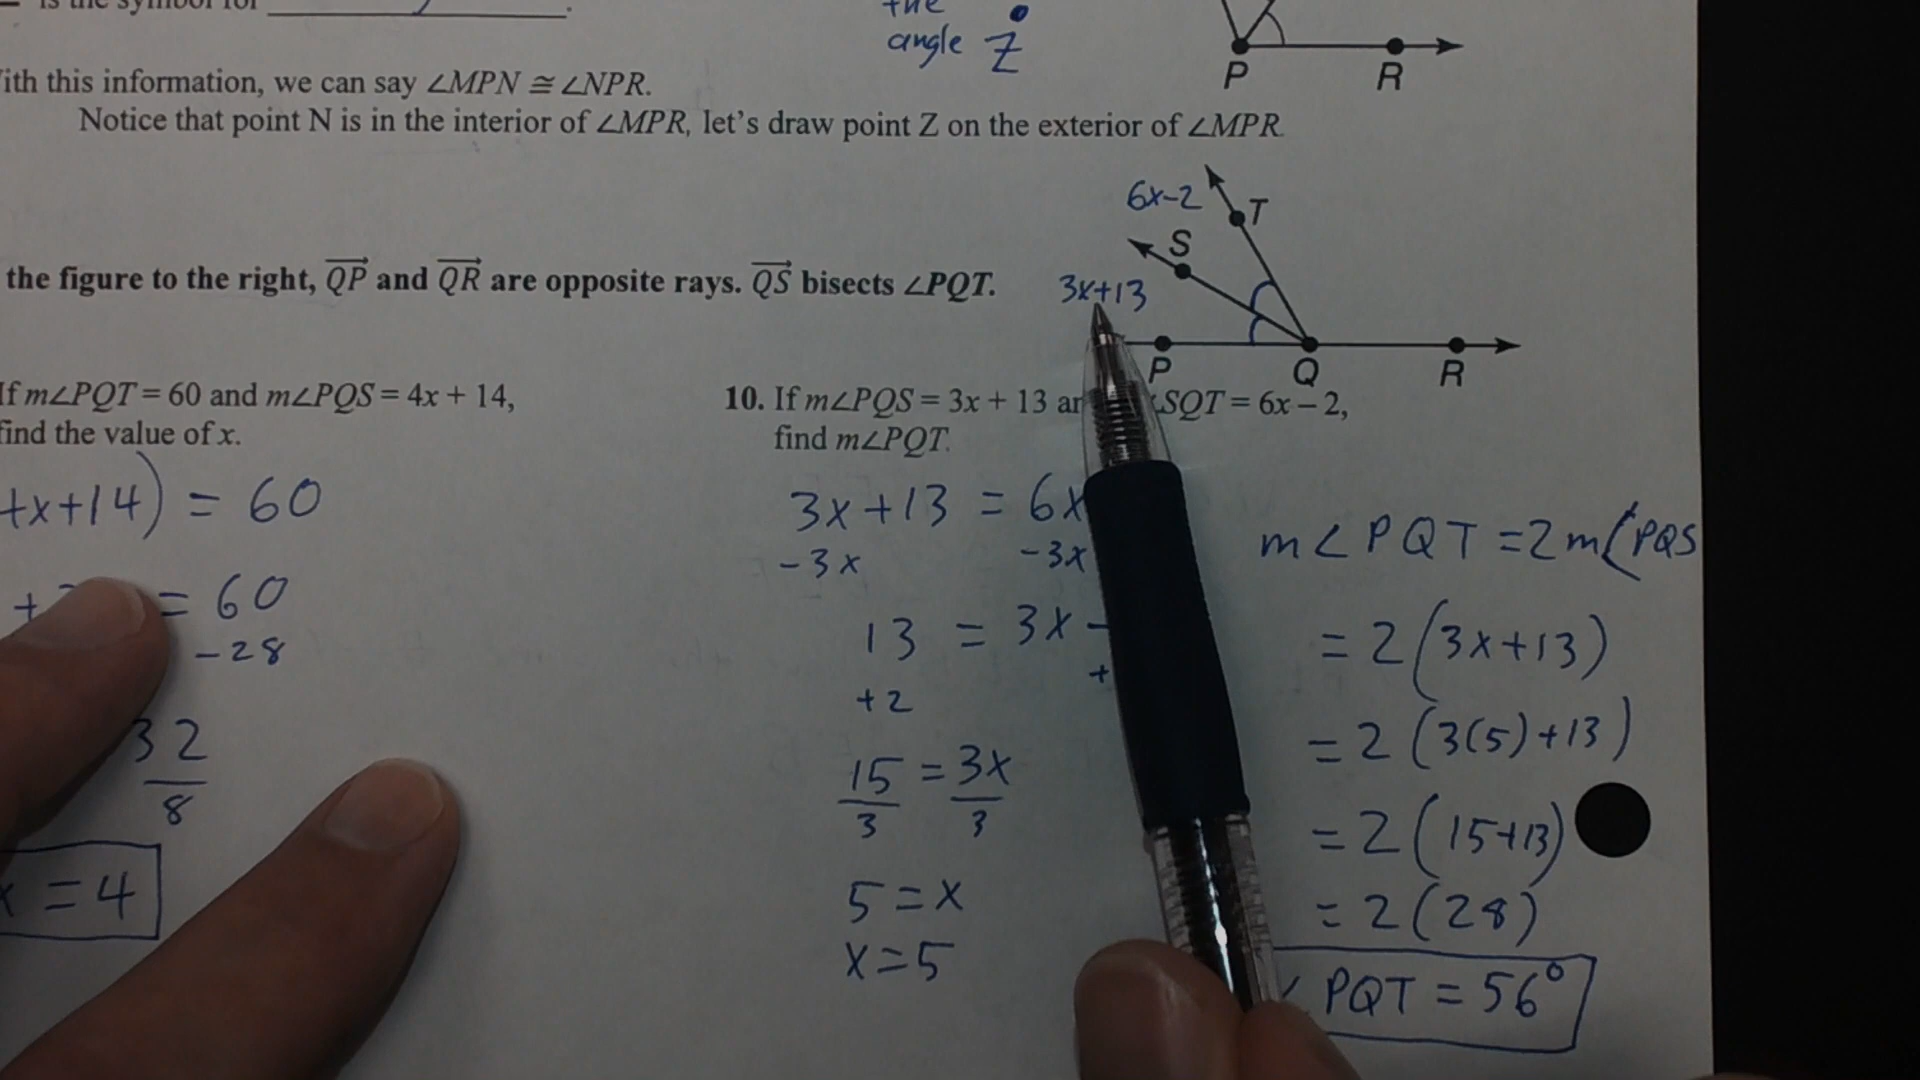 is the symbol for
the
angle Z
P
R
ith this information, we can say ∠MPN ≅ ∠NPR.
Notice that point N is in the interior of ∠MPR, let's draw point Z on the exterior of ∠MPR.
6x-2
T
S
the figure to the right, QP and QR are opposite rays. QS bisects ∠PQT.
3x+13
P
Q
R
If m∠PQT = 60 and m∠PQS = 4x + 14,
find the value of x.
10. If m∠PQS = 3x + 13 ∠SQT = 6x – 2,
find m∠PQT.
x+14) = 60
+ = 60
-28
32
8
x = 4
3x+13 = 6x
-3x -3x
13 = 3x -
+2 +
15 = 3x
3 3
5 = x
x = 5
m∠PQT = 2m(PQS
= 2(3x+13)
= 2(3(5)+13)
= 2(15+13)
= 2(28)
∠PQT = 56°